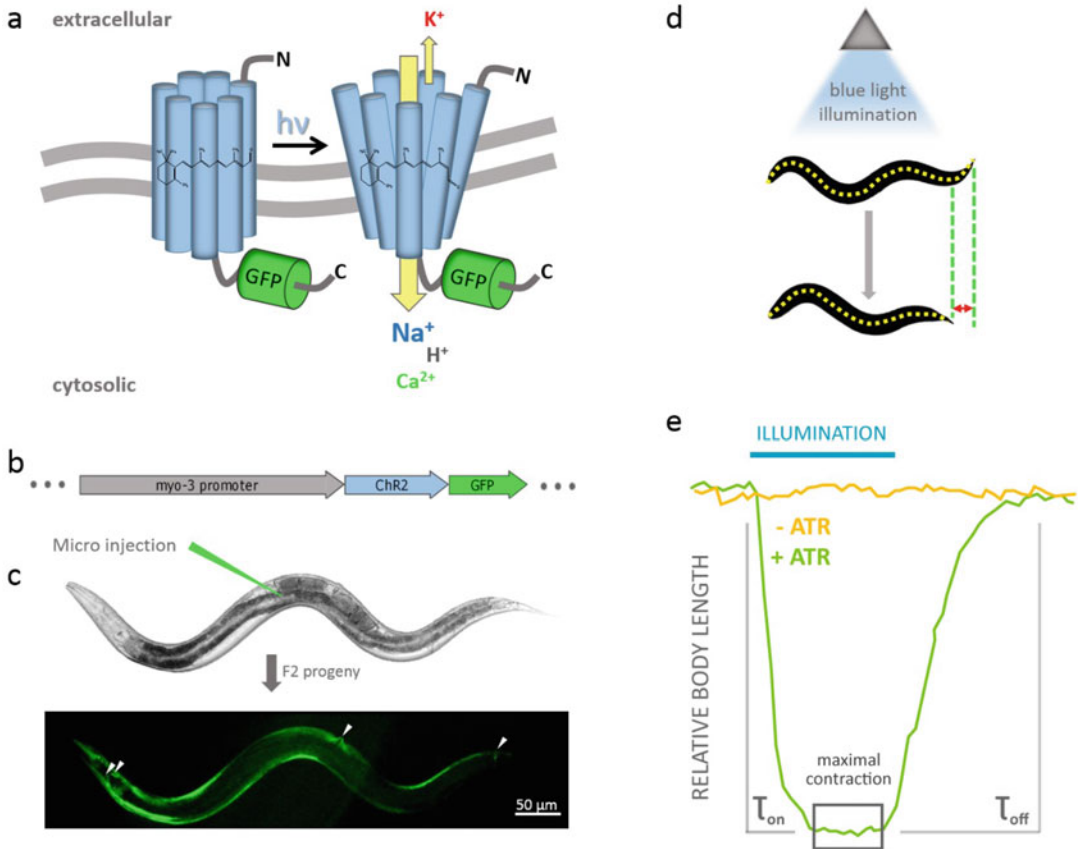 a
extracellular
K⁺
N
N
hν
GFP
C
GFP
C
Na⁺
H⁺
Ca²⁺
cytosolic
b
myo-3 promoter
ChR2
GFP
Micro injection
c
F2 progeny
50 µm
d
blue light
illumination
e
ILLUMINATION
- ATR
+ ATR
RELATIVE BODY LENGTH
maximal
contraction
τon
τoff